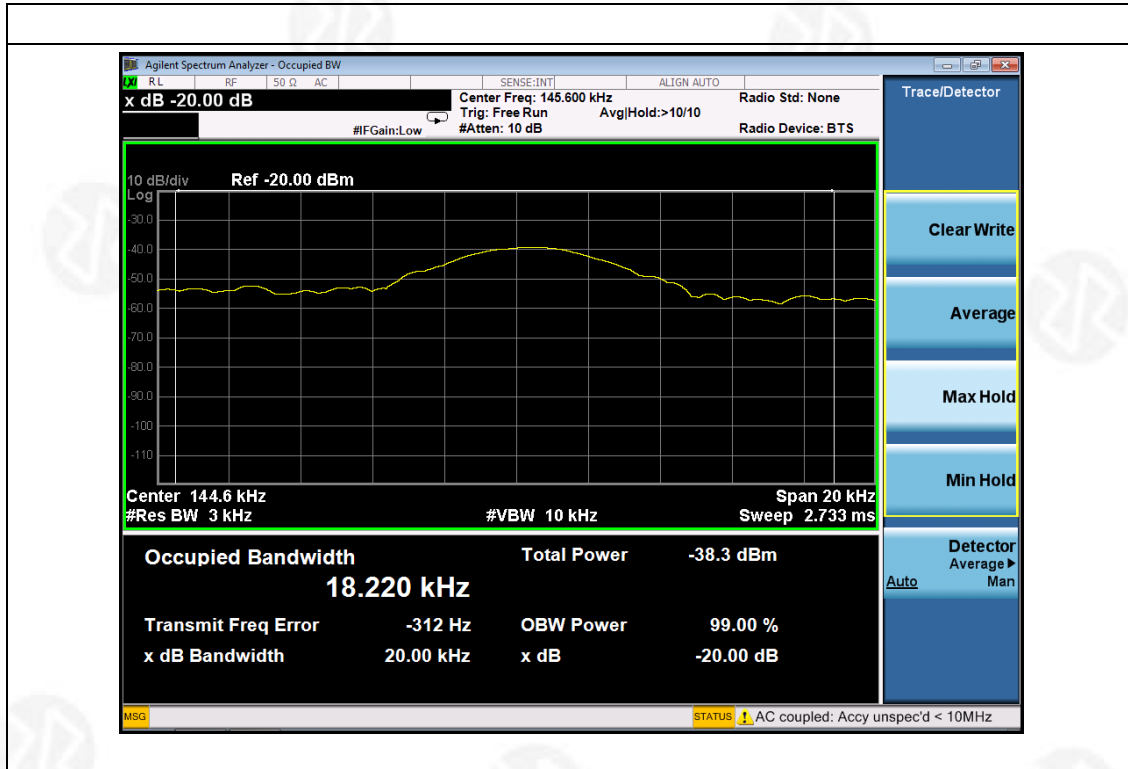 Agilent Spectrum Analyzer - Occupied BW
LXI RL RF 50 Ω AC SENSE:INT ALIGN AUTO
x dB -20.00 dB
Center Freq: 145.600 kHz Radio Std: None
Trig: Free Run Avg|Hold:>10/10
#IFGain:Low #Atten: 10 dB Radio Device: BTS
10 dB/div Ref -20.00 dBm
Log
-30.0
-40.0
-50.0
-60.0
-70.0
-80.0
-90.0
-100
-110
Center 144.6 kHz Span 20 kHz
#Res BW 3 kHz #VBW 10 kHz Sweep 2.733 ms
Occupied Bandwidth Total Power -38.3 dBm
18.220 kHz
Transmit Freq Error -312 Hz OBW Power 99.00 %
x dB Bandwidth 20.00 kHz x dB -20.00 dB
Trace/Detector
Clear Write
Average
Max Hold
Min Hold
Detector
Average
Auto Man
MSG STATUS AC coupled: Accy unspec'd < 10MHz